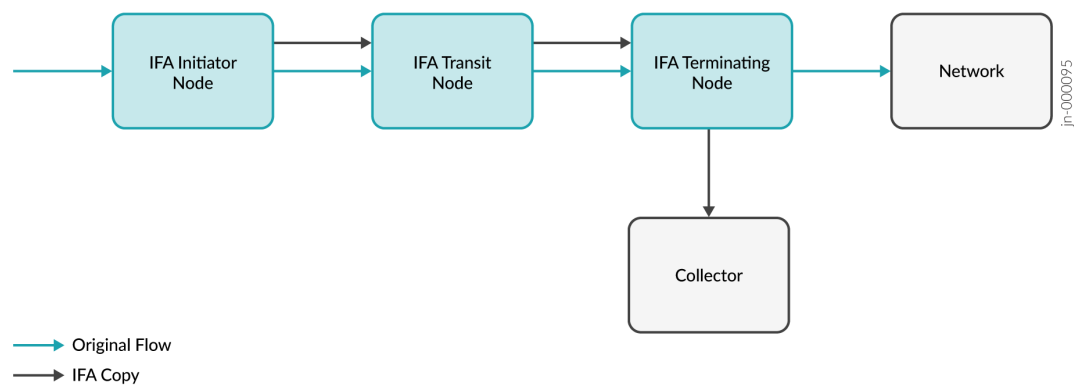 IFA Initiator
Node
IFA Transit
Node
IFA Terminating
Node
Network
jn-000095
Collector
Original Flow
IFA Copy